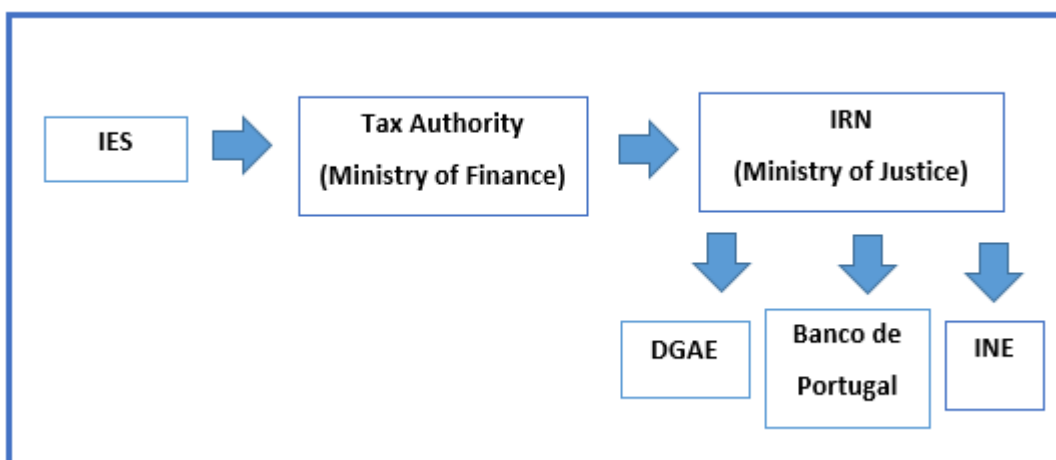 IES
Tax Authority
(Ministry of Finance)
IRN
(Ministry of Justice)
DGAE
Banco de
Portugal
INE